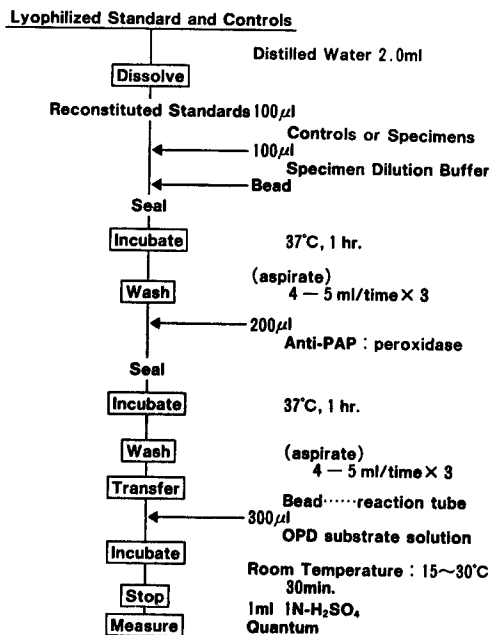 Lyophilized Standard and Controls
Distilled Water 2.0ml
Dissolve
Reconstituted Standards 100μl
Controls or Specimens
100μl
Specimen Dilution Buffer
Bead
Seal
Incubate 37℃, 1 hr.
(aspirate)
Wash 4 — 5 ml/time × 3
200μl
Anti-PAP : peroxidase
Seal
Incubate 37℃, 1 hr.
Wash (aspirate)
4 — 5 ml/time × 3
Transfer
Bead······reaction tube
300μl
OPD substrate solution
Incubate
Room Temperature : 15~30℃
30min.
Stop
1ml 1N-H₂SO₄
Measure Quantum